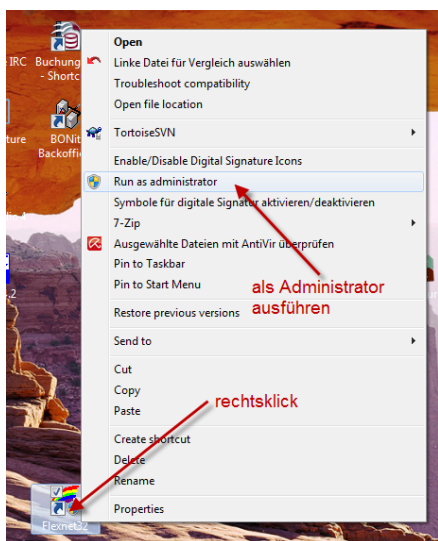 Open
IRC Buchung
- Shortc
Linke Datei für Vergleich auswählen
Troubleshoot compatibility
Open file location
ture BONit
Backoffi
TortoiseSVN
Enable/Disable Digital Signature Icons
Run as administrator
Symbole für digitale Signatur aktivieren/deaktivieren
7-Zip
Ausgewählte Dateien mit AntiVir überprüfen
Pin to Taskbar
Pin to Start Menu
als Administrator
ausführen
.2
Restore previous versions
Send to
Cut
Copy
Paste
rechtsklick
Create shortcut
Delete
Rename
Properties
Flexnet32